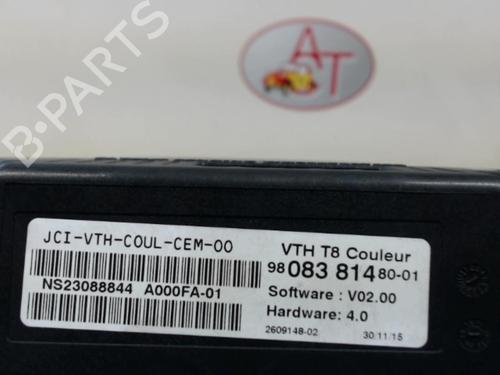 ACT
B-PARTS
JCI-VTH-COUL-CEM-00
NS23088844 A000FA-01
VTH T8 Couleur
98 083 814 80-01
Software : V02.00
Hardware: 4.0
2609148-02 30/11/15